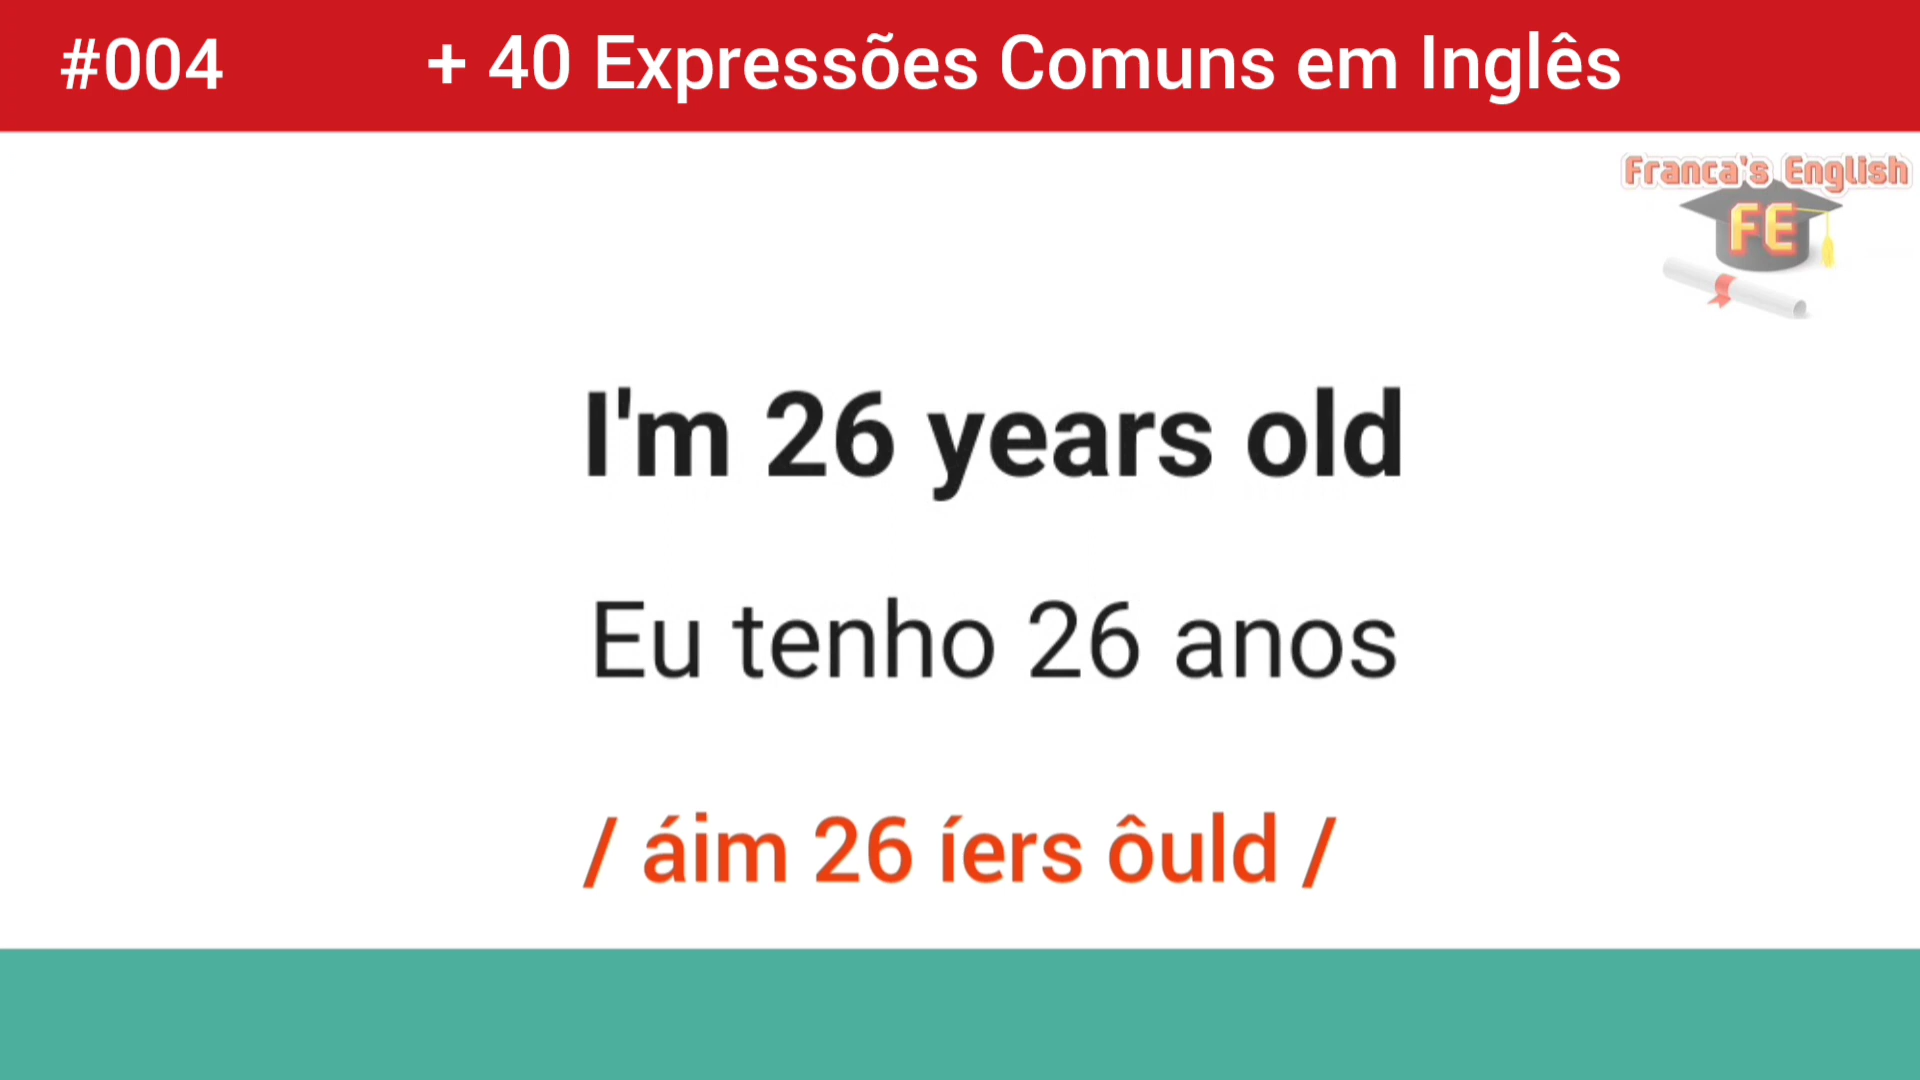 #004
+ 40 Expressões Comuns em Inglês
Franca's English
FE
I'm 26 years old
Eu tenho 26 anos
/ áim 26 íers ôuld /